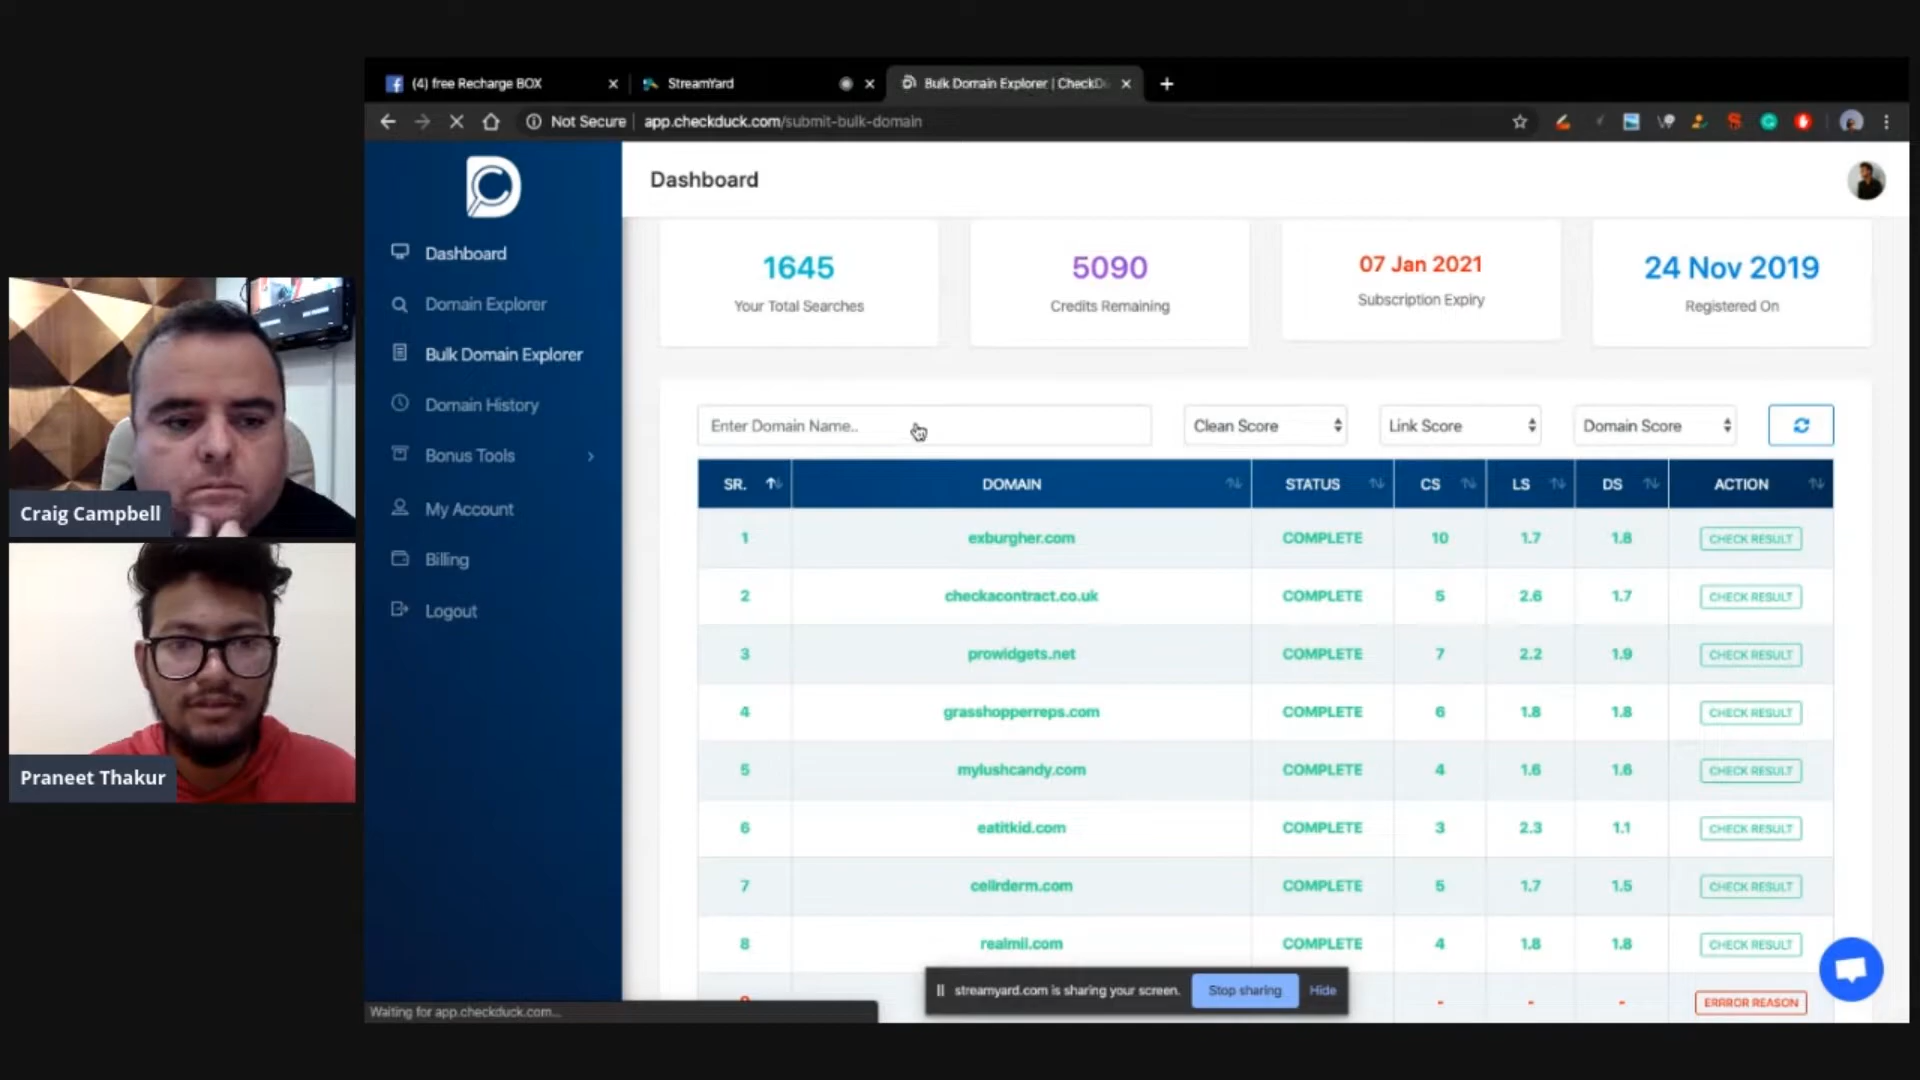 (4) free Recharge BOX
StreamYard
Bulk Domain Explorer | CheckDu
Not Secure
app.checkduck.com/submit-bulk-domain
Dashboard
Dashboard
Domain Explorer
Bulk Domain Explorer
Domain History
Bonus Tools
My Account
Billing
Logout
1645
Your Total Searches
5090
Credits Remaining
07 Jan 2021
Subscription Expiry
24 Nov 2019
Registered On
Enter Domain Name..
Clean Score
Link Score
Domain Score
SR. DOMAIN STATUS CS LS DS ACTION
1 exburgher.com COMPLETE 10 1.7 1.8 CHECK RESULT
2 checkacontract.co.uk COMPLETE 5 2.6 1.7 CHECK RESULT
3 prowidgets.net COMPLETE 7 2.2 1.9 CHECK RESULT
4 grasshopperreps.com COMPLETE 6 1.8 1.8 CHECK RESULT
5 mylushcandy.com COMPLETE 4 1.6 1.6 CHECK RESULT
6 eatitkid.com COMPLETE 3 2.3 1.1 CHECK RESULT
7 cellrderm.com COMPLETE 5 1.7 1.5 CHECK RESULT
8 realmil.com COMPLETE 4 1.8 1.8 CHECK RESULT
- - - ERROR REASON
streamyard.com is sharing your screen.
Stop sharing
Hide
Waiting for app.checkduck.com...
Craig Campbell
Praneet Thakur